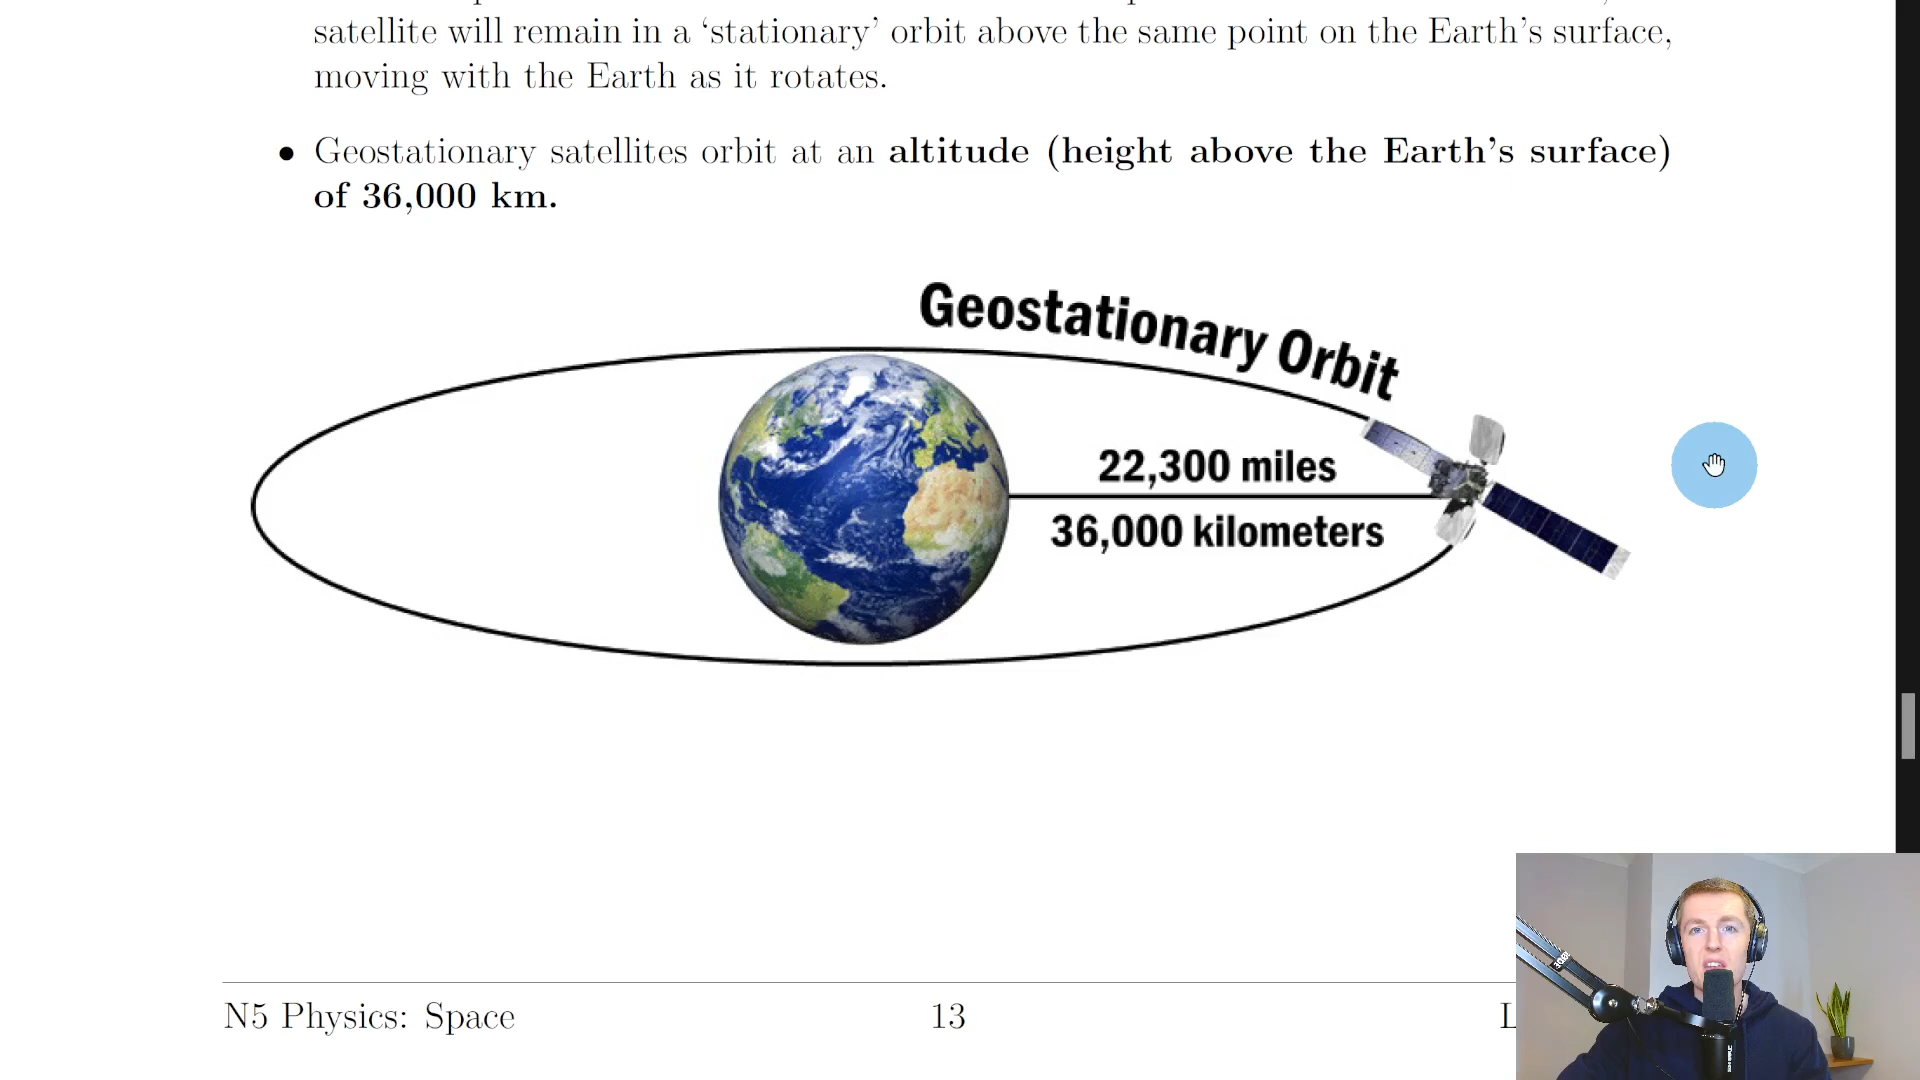 satellite will remain in a ‘stationary’ orbit above the same point on the Earth’s surface,
moving with the Earth as it rotates.
• Geostationary satellites orbit at an altitude (height above the Earth’s surface)
of 36,000 km.
Geostationary Orbit
22,300 miles
36,000 kilometers
N5 Physics: Space
13
L
RØDE